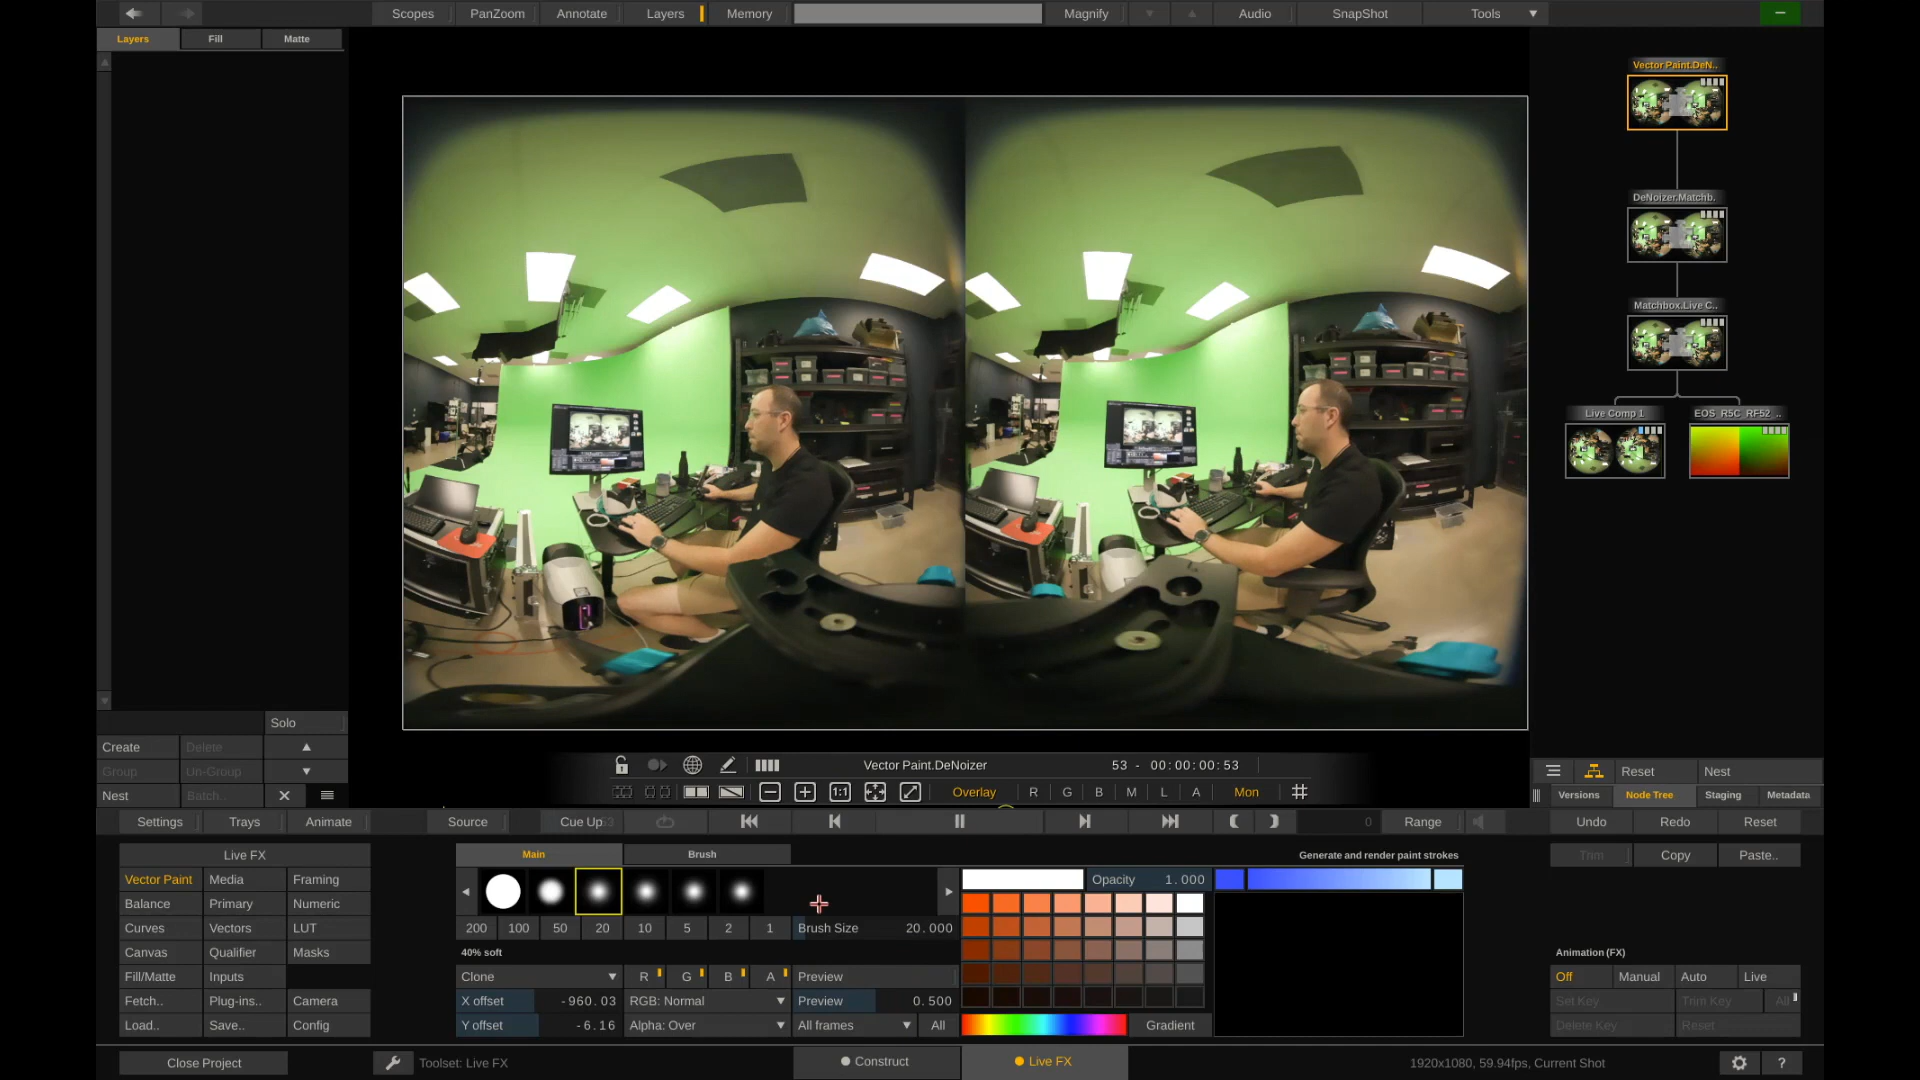 Scopes PanZoom Annotate Layers Memory Magnify Audio SnapShot Tools
Layers Fill Matte
Vector Paint.DeN..
DeNoizer.Matchb.
Matchbox.Live C..
Live Comp 1 EOS_R5C_RF52_..
Solo
Create Delete
Group Un-Group
Nest Batch..
Vector Paint.DeNoizer 53 - 00:00:00:53
1:1 Overlay R G B M L A Mon
Reset Nest
Versions Node Tree Staging Metadata
Settings Trays Animate Source Cue Up 53 0 Range Undo Redo Reset
Live FX
Vector Paint Media Framing
Balance Primary Numeric
Curves Vectors LUT
Canvas Qualifier Masks
Fill/Matte Inputs
Fetch.. Plug-ins.. Camera
Load.. Save.. Config
Main Brush Generate and render paint strokes
Opacity 1.000
200 100 50 20 10 5 2 1 Brush Size 20.000
40% soft
Clone R G B A Preview
X offset -960.03 RGB: Normal Preview 0.500
Y offset -6.16 Alpha: Over All frames All
Gradient
Trim Copy Paste..
Animation (FX)
Off Manual Auto Live
Set Key Trim Key All
Delete Key Reset
Close Project Toolset: Live FX Construct Live FX 1920x1080, 59.94fps, Current Shot ?